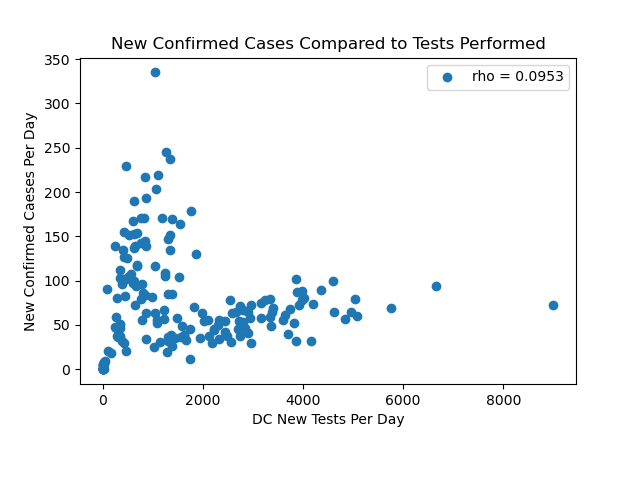 New Confirmed Cases Compared to Tests Performed
rho = 0.0953
350
300
250
200
150
100
50
0
New Confirmed Caeses Per Day
0 2000 4000 6000 8000
DC New Tests Per Day